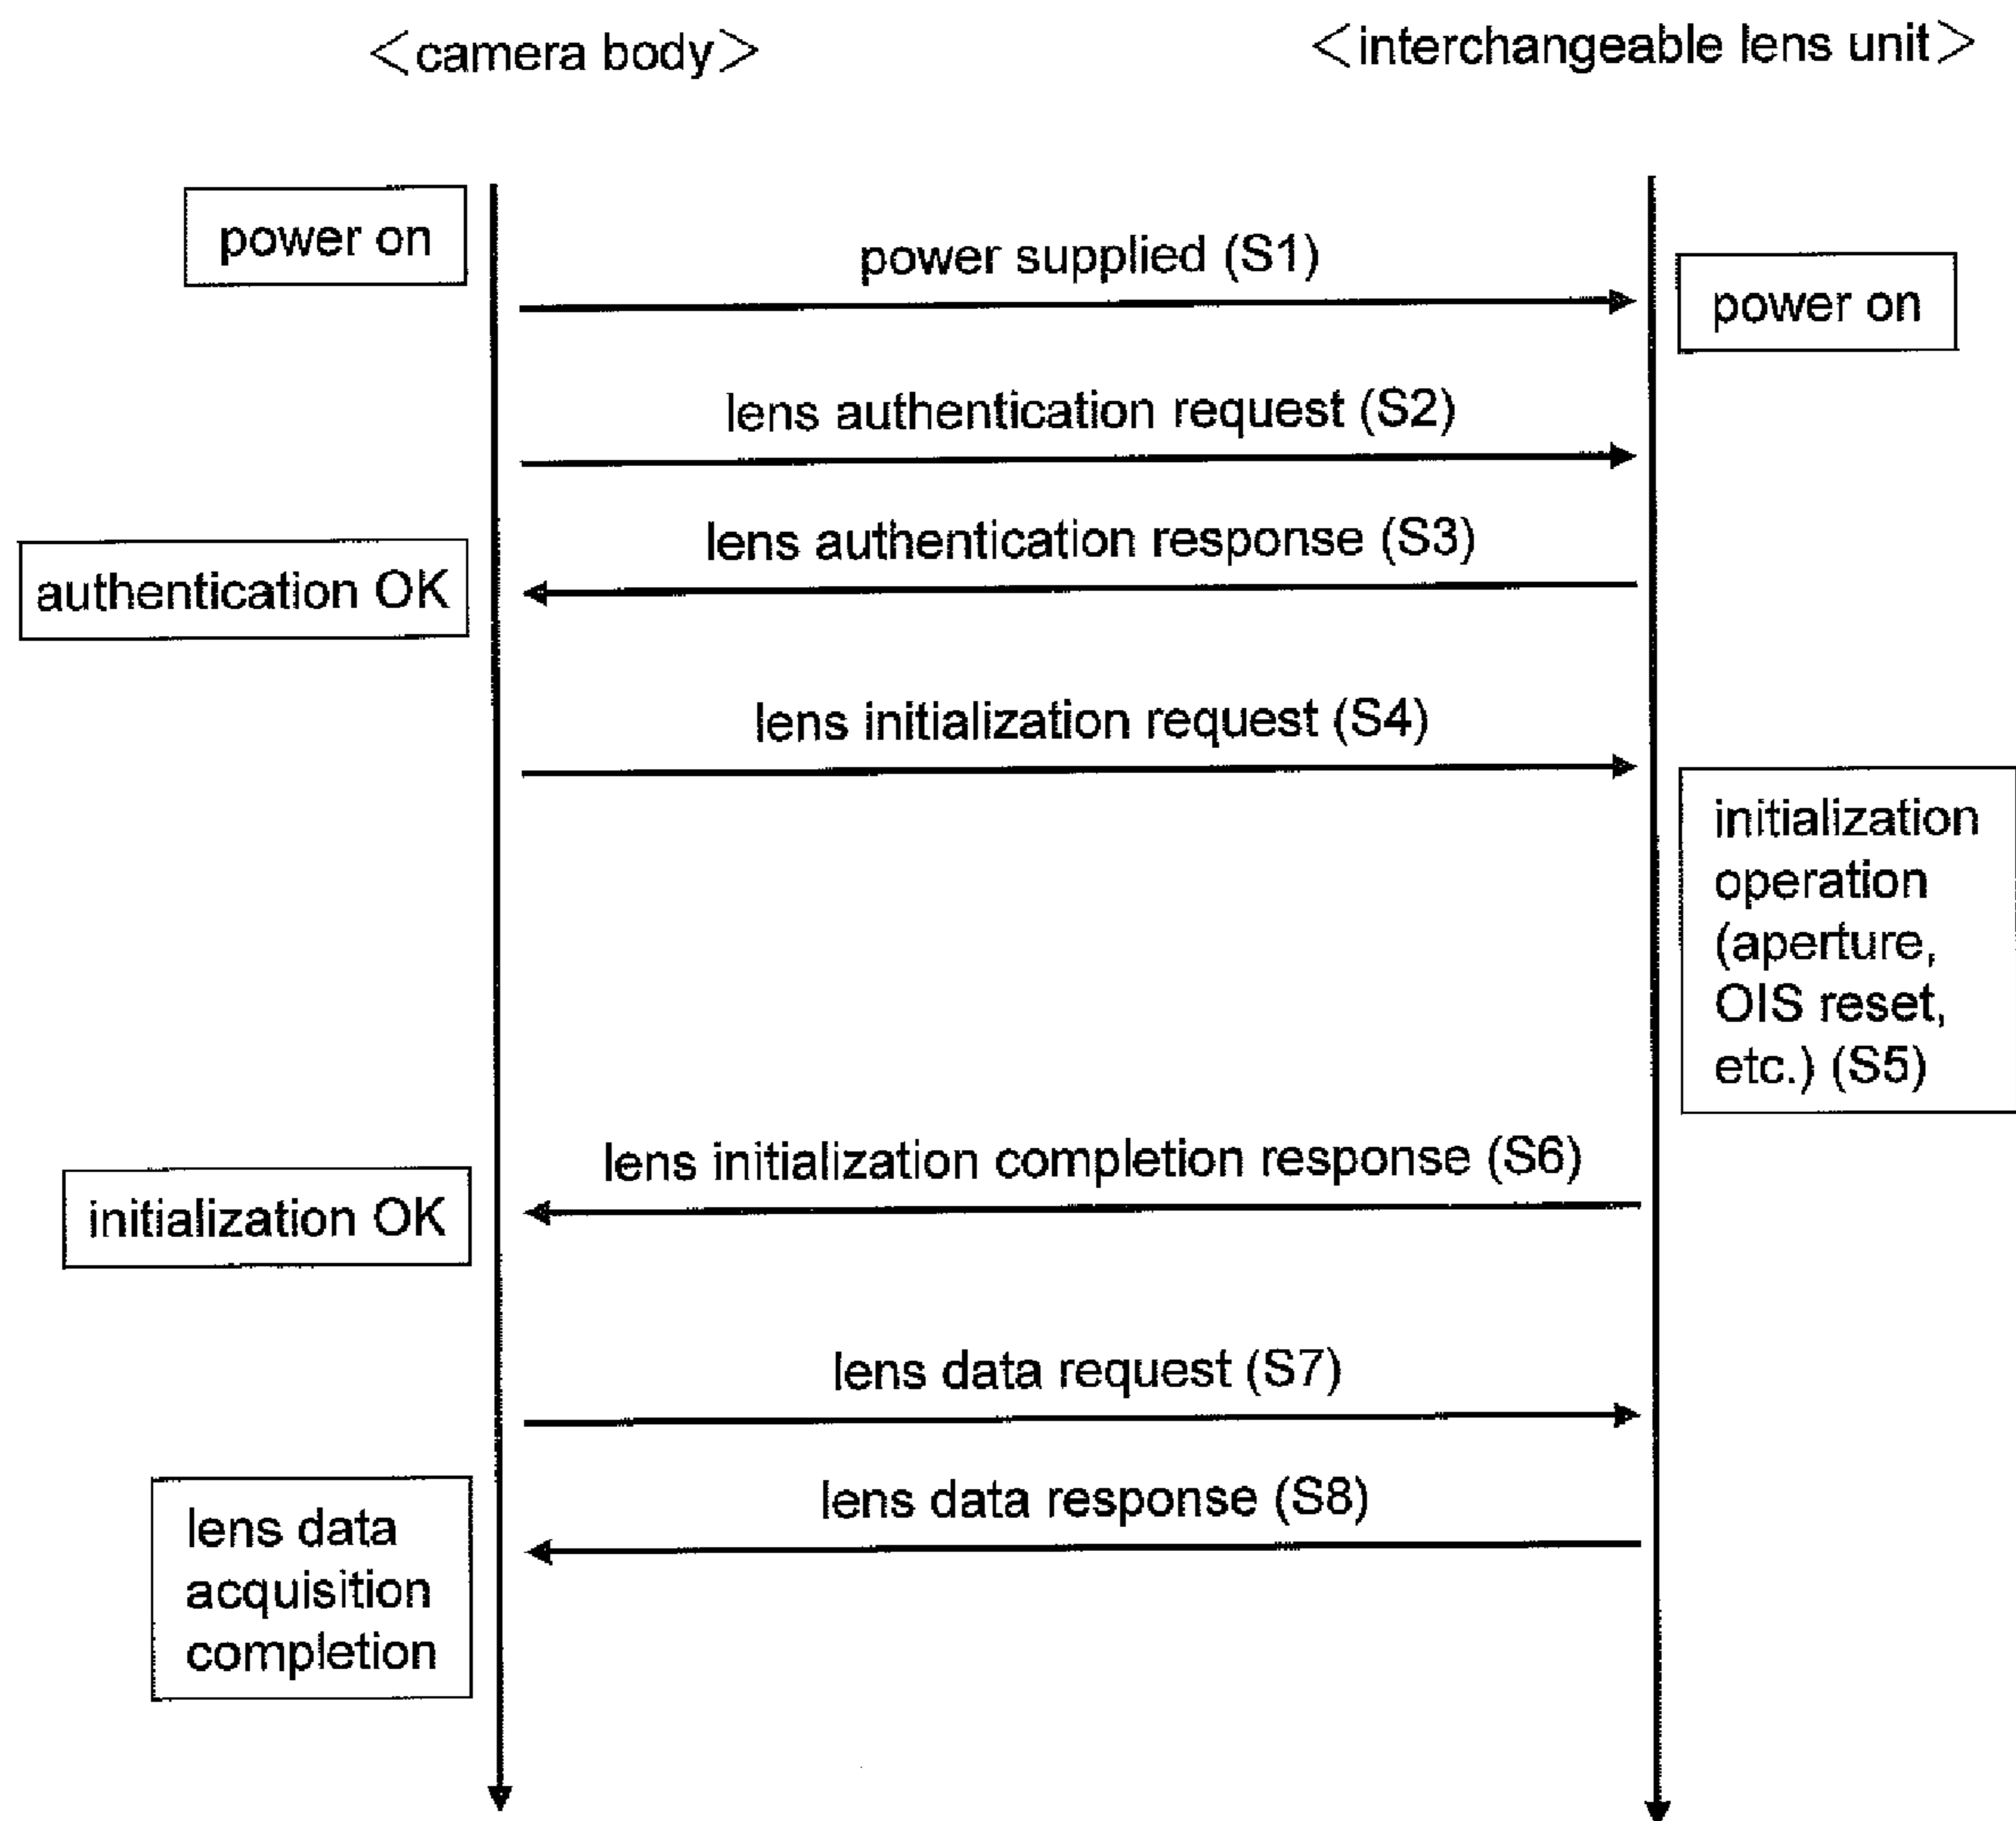 <camera body>
<interchangeable lens unit>
power on
power supplied (S1)
power on
lens authentication request (S2)
lens authentication response (S3)
authentication OK
lens initialization request (S4)
initialization
operation
(aperture,
OIS reset,
etc.) (S5)
lens initialization completion response (S6)
initialization OK
lens data request (S7)
lens data response (S8)
lens data
acquisition
completion